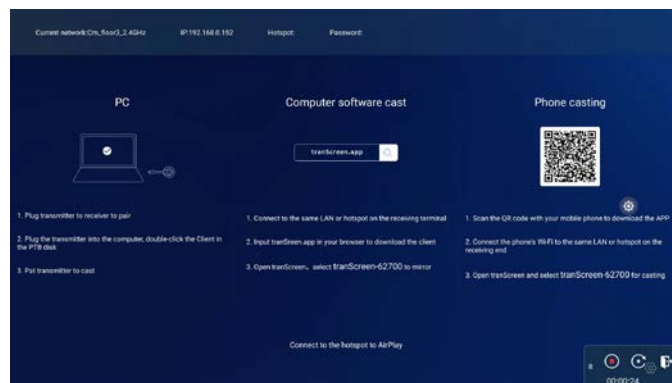 Current network:Cm_floor3_2.4GHz IP:192.168.0.152 Hotspot: Password:
PC
Computer software cast
Phone casting
tranScreen.app
1. Plug transmitter to receiver to pair
2. Plug the transmitter into the computer, double-click the Client in
the PTB disk
3. Pat transmitter to cast
1. Connect to the same LAN or hotspot on the receiving terminal
2. Input tranScreen.app in your browser to download the client
3. Open tranScreen, select tranScreen-62700 to mirror
1. Scan the QR code with your mobile phone to download the APP
2. Connect the phone's Wi-Fi to the same LAN or hotspot on the
receiving end
3. Open tranScreen and select tranScreen-62700 for casting
Connect to the hotspot to AirPlay
00:00:24